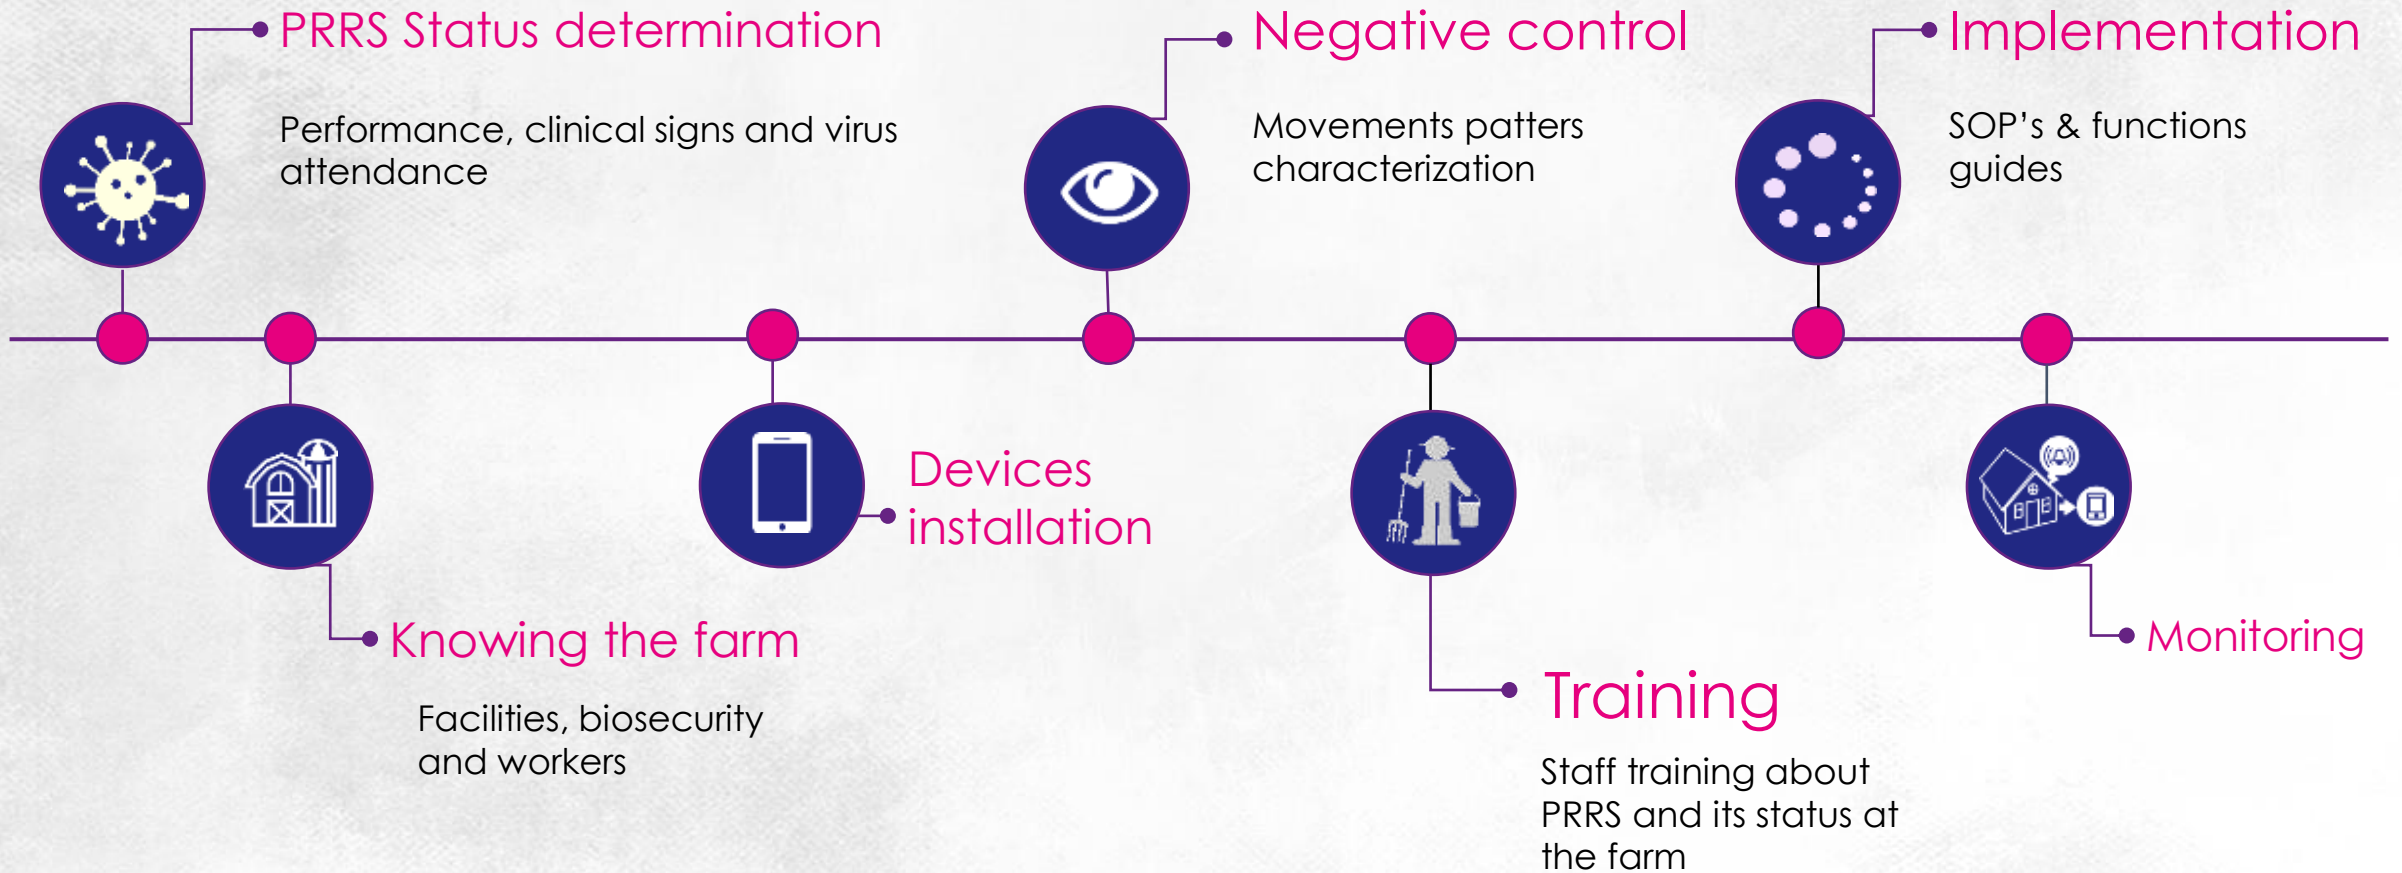 PRRS Status determination
Performance, clinical signs and virus
attendance
Knowing the farm
Facilities, biosecurity
and workers
Devices
installation
Negative control
Movements patters
characterization
Training
Staff training about
PRRS and its status at
the farm
Implementation
SOP's & functions
guides
Monitoring